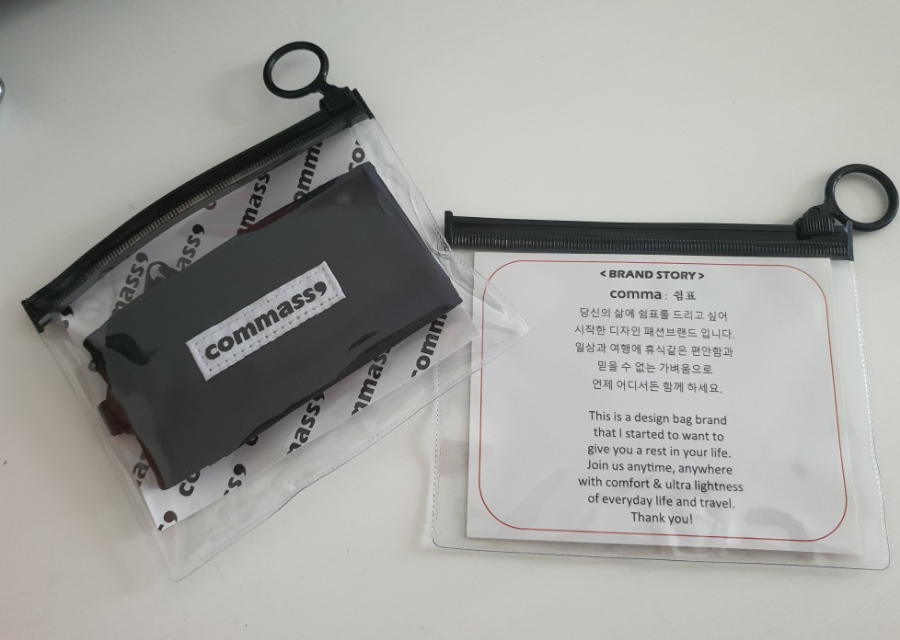 commass,
< BRAND STORY >
comma : 쉼표
당신의 삶에 쉼표를 드리고 싶어
시작한 디자인 패션브랜드 입니다.
일상과 여행에 휴식같은 편안함과
믿을 수 없는 가벼움으로
언제 어디서든 함께 하세요.
This is a design bag brand
that I started to want to
give you a rest in your life.
Join us anytime, anywhere
with comfort & ultra lightness
of everyday life and travel.
Thank you!